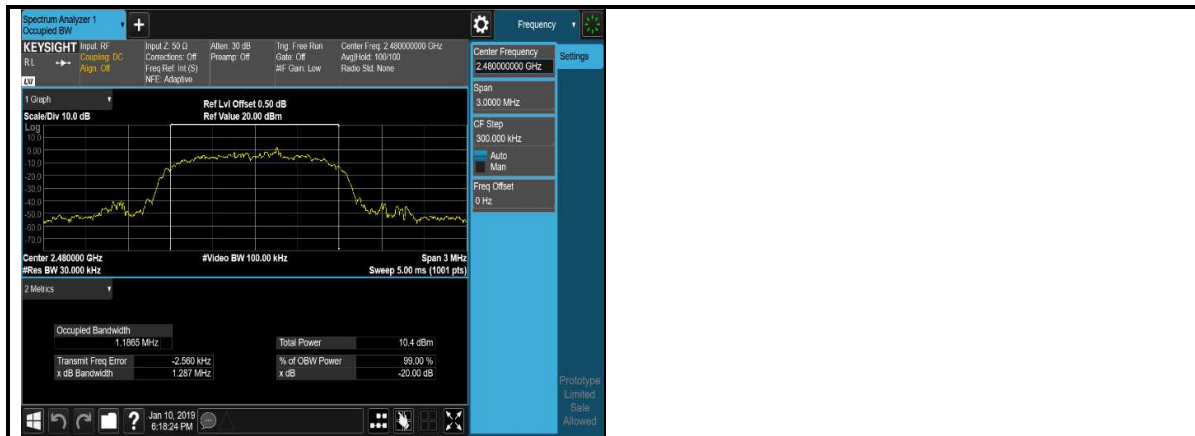 Spectrum Analyzer 1
Occupied BW
+
Frequency
KEYSIGHT
RL
LXI
Input: RF
Coupling: DC
Align: Off
Input Z: 50 Ω
Corrections: Off
Freq Ref: Int (S)
NFE: Adaptive
Atten: 30 dB
Preamp: Off
Trig: Free Run
Gate: Off
#IF Gain: Low
Center Freq: 2.480000000 GHz
Avg|Hold: 100/100
Radio Std: None
Center Frequency
2.480000000 GHz
Settings
Span
3.0000 MHz
CF Step
300.000 kHz
Auto
Man
Freq Offset
0 Hz
1 Graph
Scale/Div 10.0 dB
Ref Lvl Offset 0.50 dB
Ref Value 20.00 dBm
Log
10.0
0.00
-10.0
-20.0
-30.0
-40.0
-50.0
-60.0
-70.0
Center 2.480000 GHz
#Video BW 100.00 kHz
Span 3 MHz
#Res BW 30.000 kHz
Sweep 5.00 ms (1001 pts)
2 Metrics
Occupied Bandwidth
1.1865 MHz
Total Power 10.4 dBm
Transmit Freq Error -2.560 kHz
% of OBW Power 99.00 %
x dB Bandwidth 1.287 MHz
x dB -20.00 dB
Prototype
Limited
Sale
Allowed
?
Jan 10, 2019
6:18:24 PM